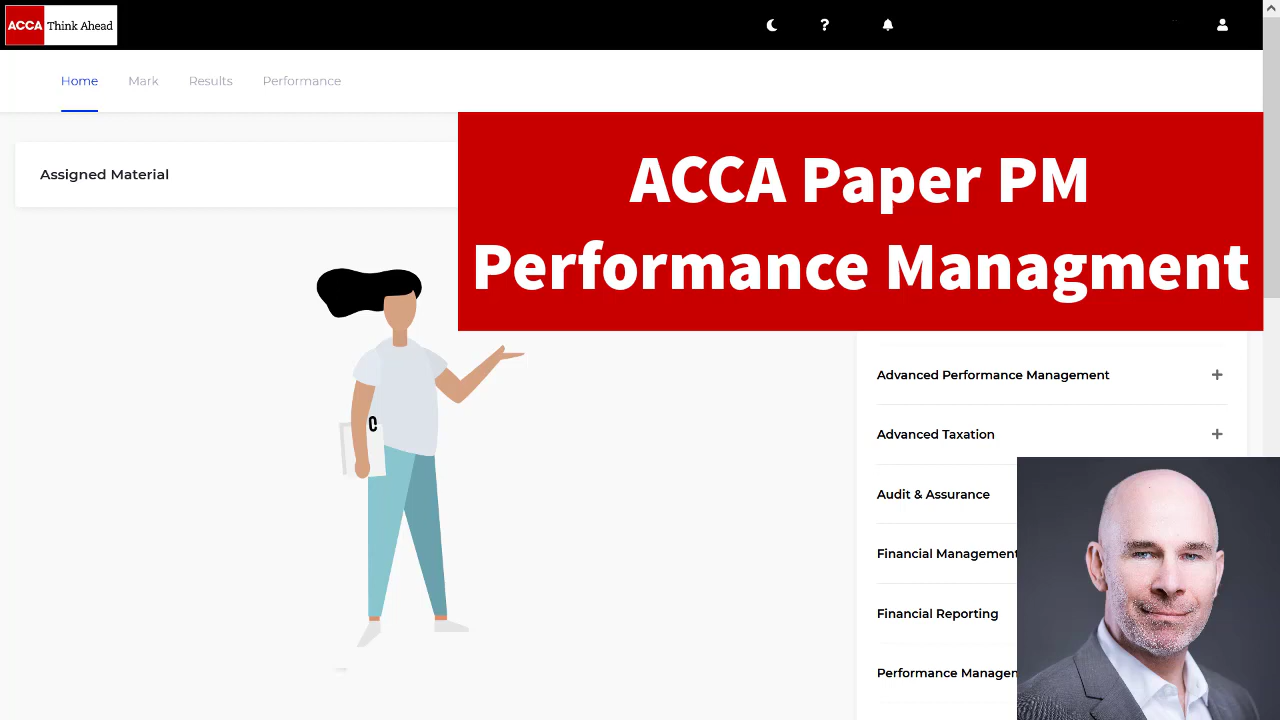 ACCA Think Ahead
Home Mark Results Performance
Assigned Material
ACCA Paper PM
Performance Managment
Advanced Performance Management
Advanced Taxation
Audit & Assurance
Financial Management
Financial Reporting
Performance Managem